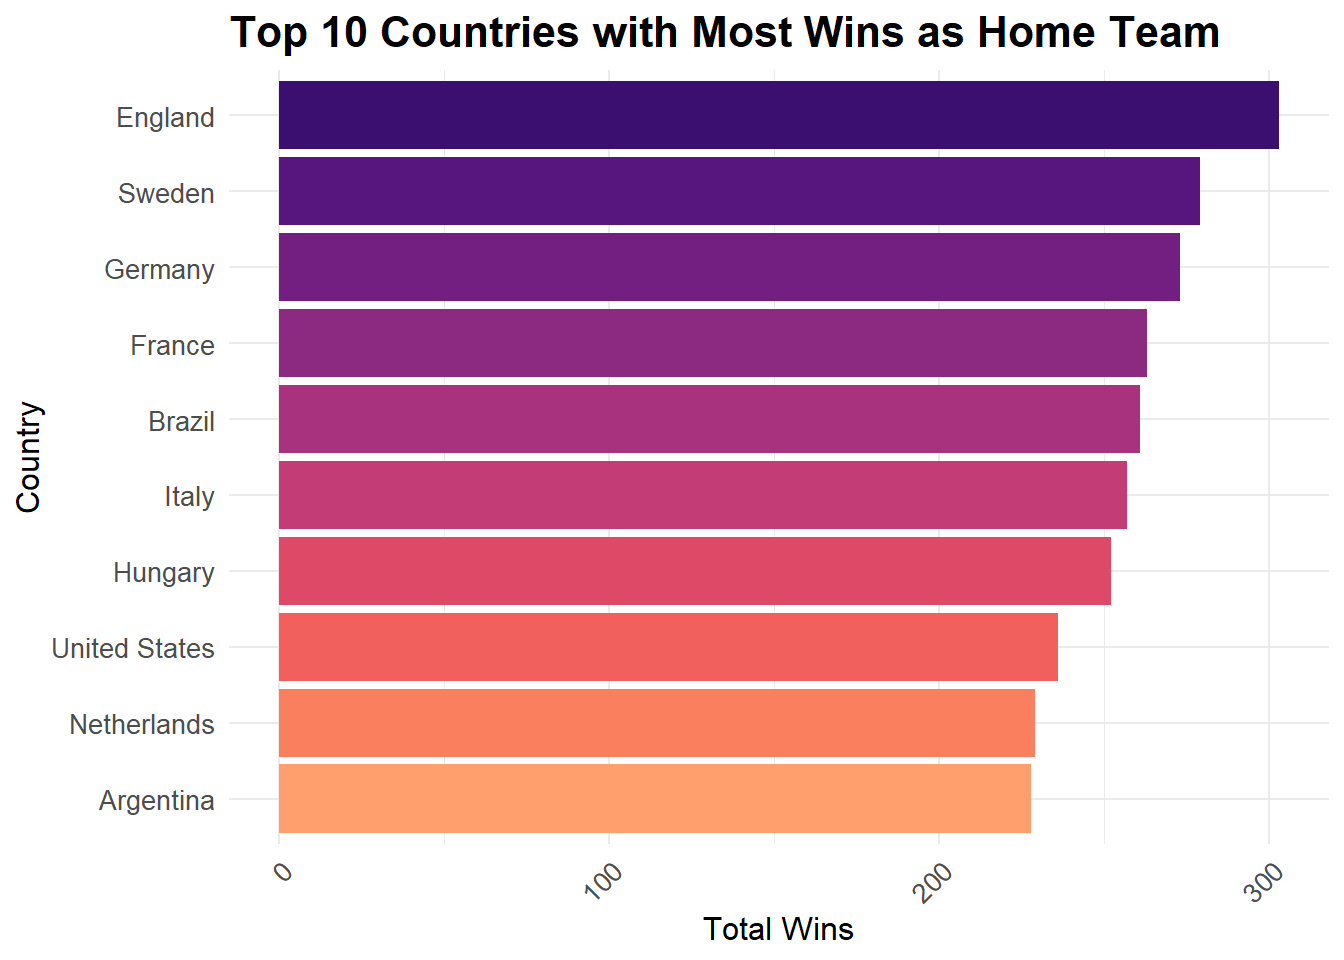 Top 10 Countries with Most Wins as Home Team
Country
England
Sweden
Germany
France
Brazil
Italy
Hungary
United States
Netherlands
Argentina
0
100
200
300
Total Wins